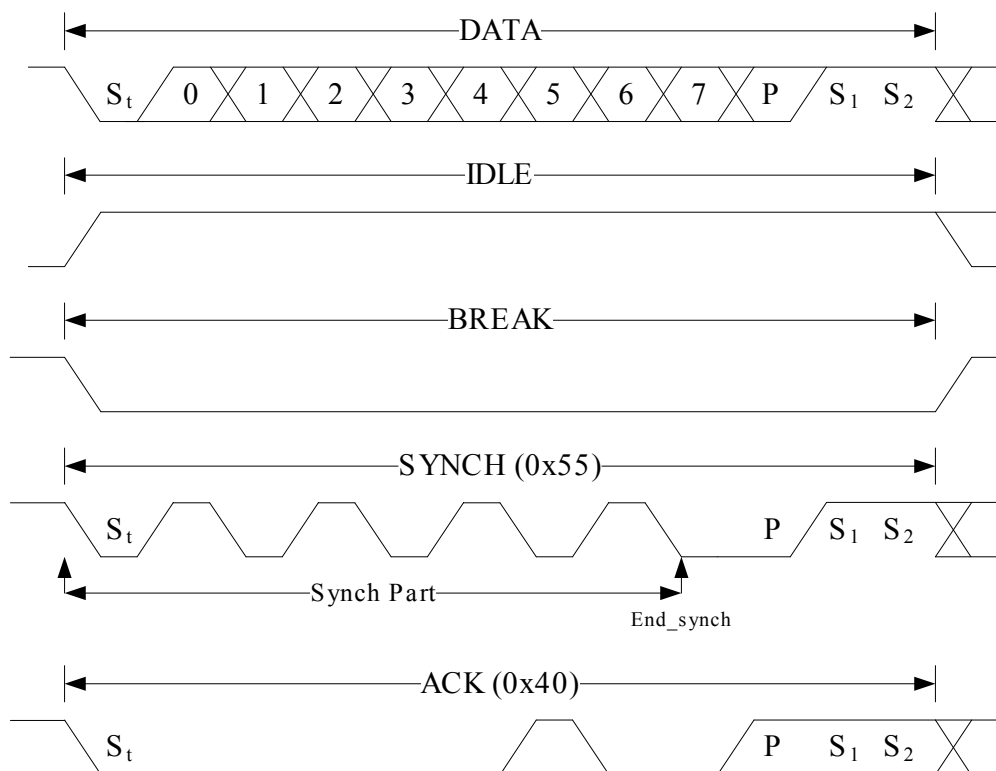 DATA
St 0 1 2 3 4 5 6 7 P S1 S2
IDLE
BREAK
SYNCH (0x55)
St P S1 S2
Synch Part
End_synch
ACK (0x40)
St P S1 S2